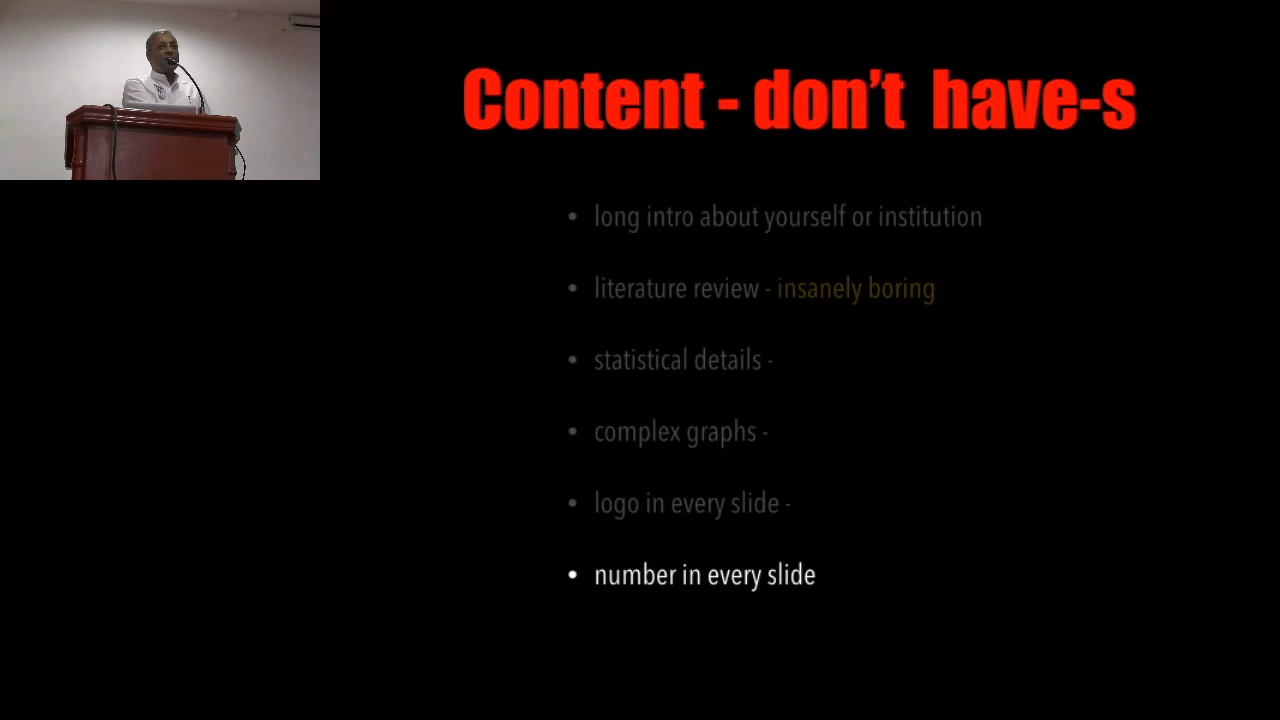 Content - don't have-s
• long intro about yourself or institution
• literature review - insanely boring
• statistical details -
• complex graphs -
• logo in every slide -
• number in every slide